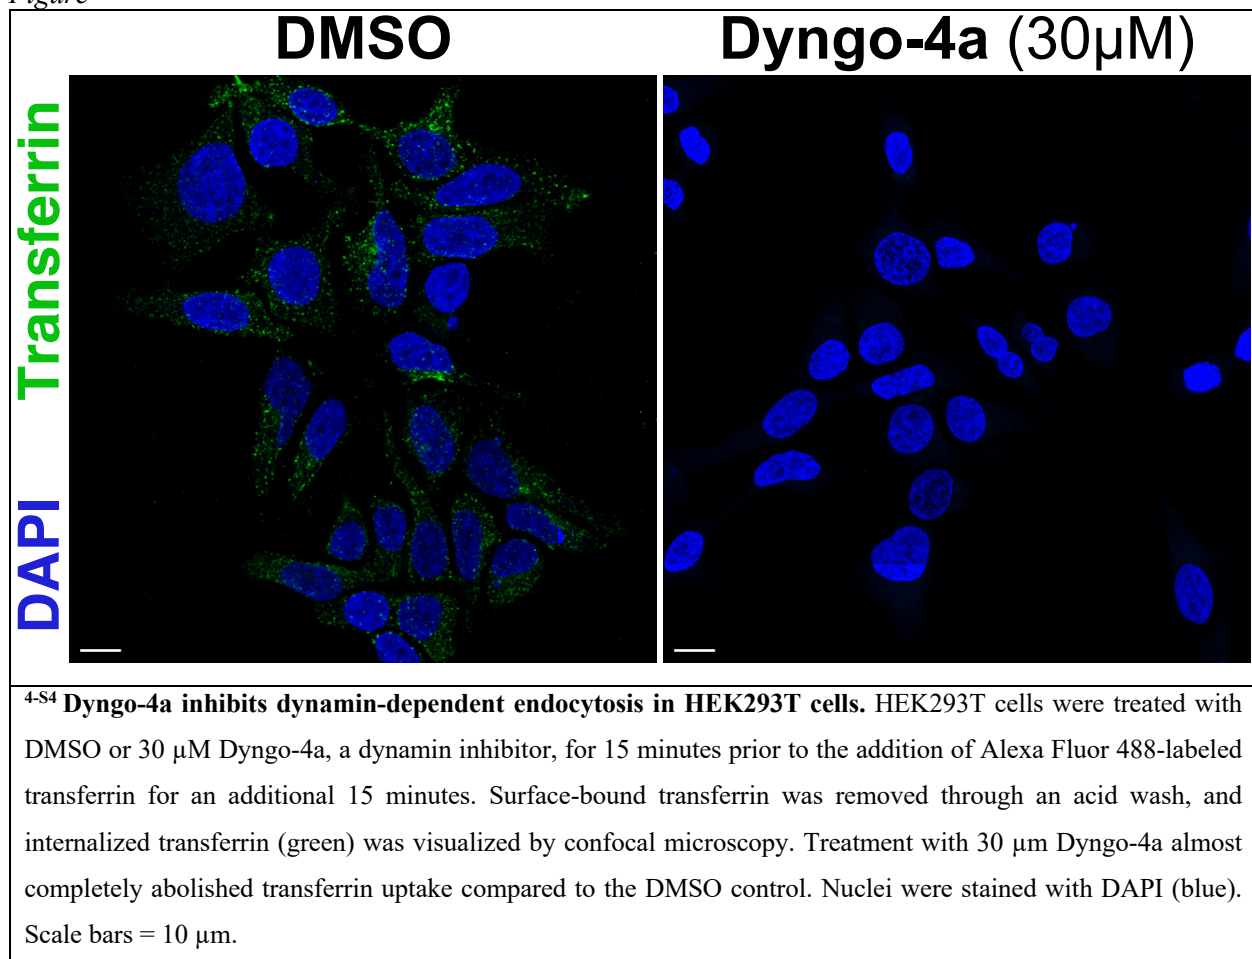 Figure
DMSO
Dyngo-4a (30µM)
Transferrin
DAPI
4-S4 Dyngo-4a inhibits dynamin-dependent endocytosis in HEK293T cells. HEK293T cells were treated with
DMSO or 30 µM Dyngo-4a, a dynamin inhibitor, for 15 minutes prior to the addition of Alexa Fluor 488-labeled
transferrin for an additional 15 minutes. Surface-bound transferrin was removed through an acid wash, and
internalized transferrin (green) was visualized by confocal microscopy. Treatment with 30 µm Dyngo-4a almost
completely abolished transferrin uptake compared to the DMSO control. Nuclei were stained with DAPI (blue).
Scale bars = 10 µm.